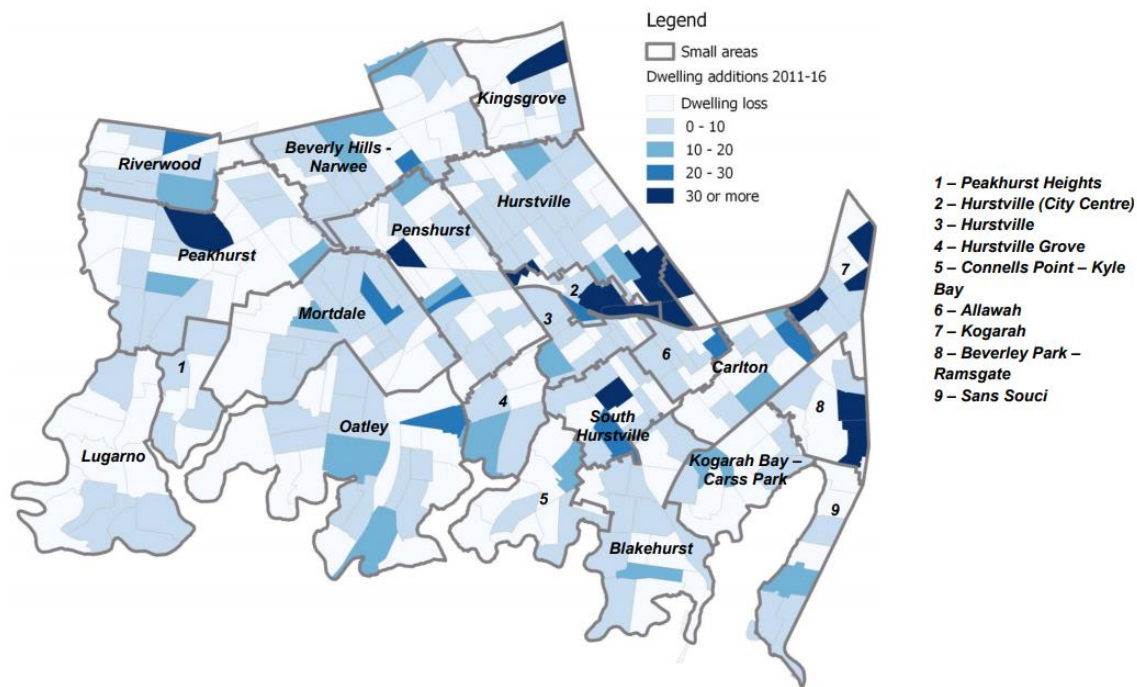 Legend
Small areas
Dwelling additions 2011-16
Dwelling loss
0 - 10
10 - 20
20 - 30
30 or more
Kingsgrove
Riverwood
Beverly Hills -
Narwee
Hurstville
Peakhurst
Penshurst
Mortdale
1
2
3
4
5
6
7
8
9
Carlton
Lugarno
Oatley
South
Hurstville
Kogarah Bay –
Carss Park
Blakehurst
1 – Peakhurst Heights
2 – Hurstville (City Centre)
3 – Hurstville
4 – Hurstville Grove
5 – Connells Point – Kyle
Bay
6 – Allawah
7 – Kogarah
8 – Beverley Park –
Ramsgate
9 – Sans Souci